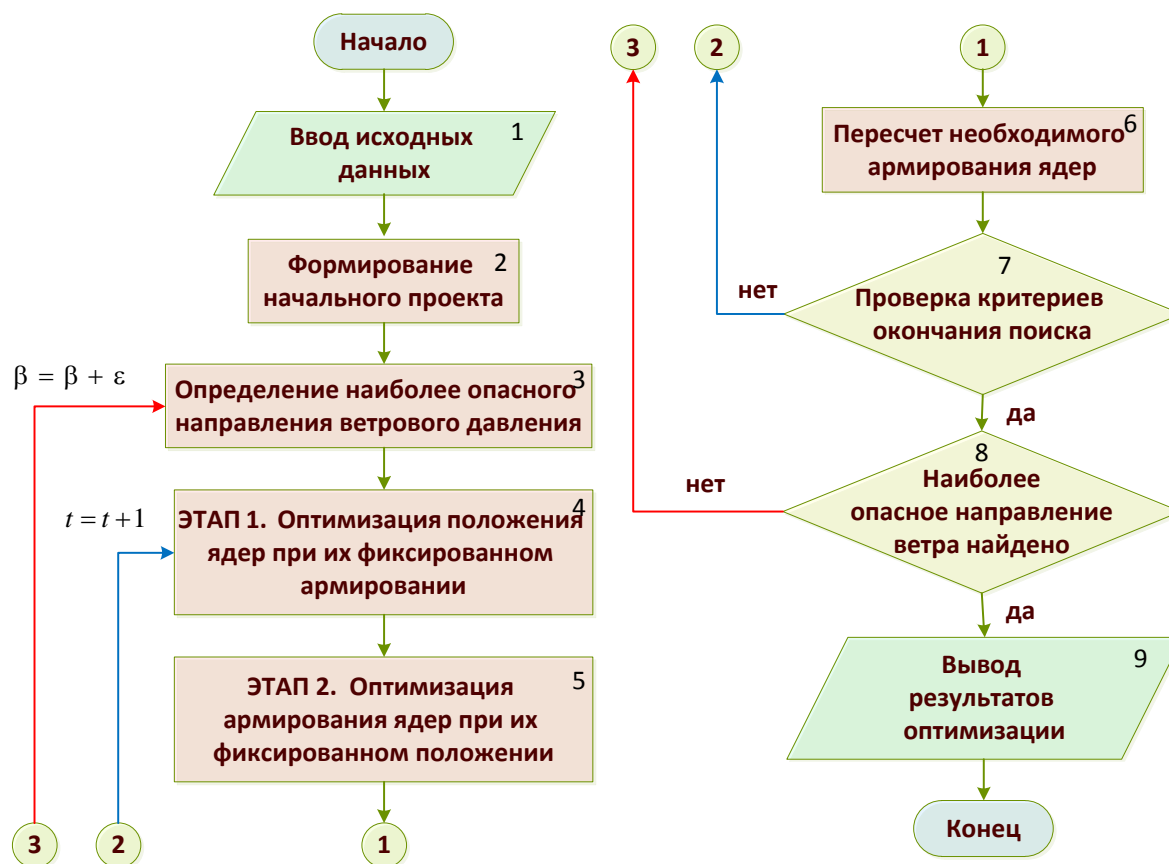 Начало
1
Ввод исходных
данных
2
Формирование
начального проекта
β = β + ε
3
Определение наиболее опасного
направления ветрового давления
t = t + 1
4
ЭТАП 1. Оптимизация положения
ядер при их фиксированном
армировании
5
ЭТАП 2. Оптимизация
армирования ядер при их
фиксированном положении
3
2
1
3
2
1
6
Пересчет необходимого
армирования ядер
7
нет
Проверка критериев
окончания поиска
да
8
нет
Наиболее
опасное направление
ветра найдено
да
9
Вывод
результатов
оптимизации
Конец